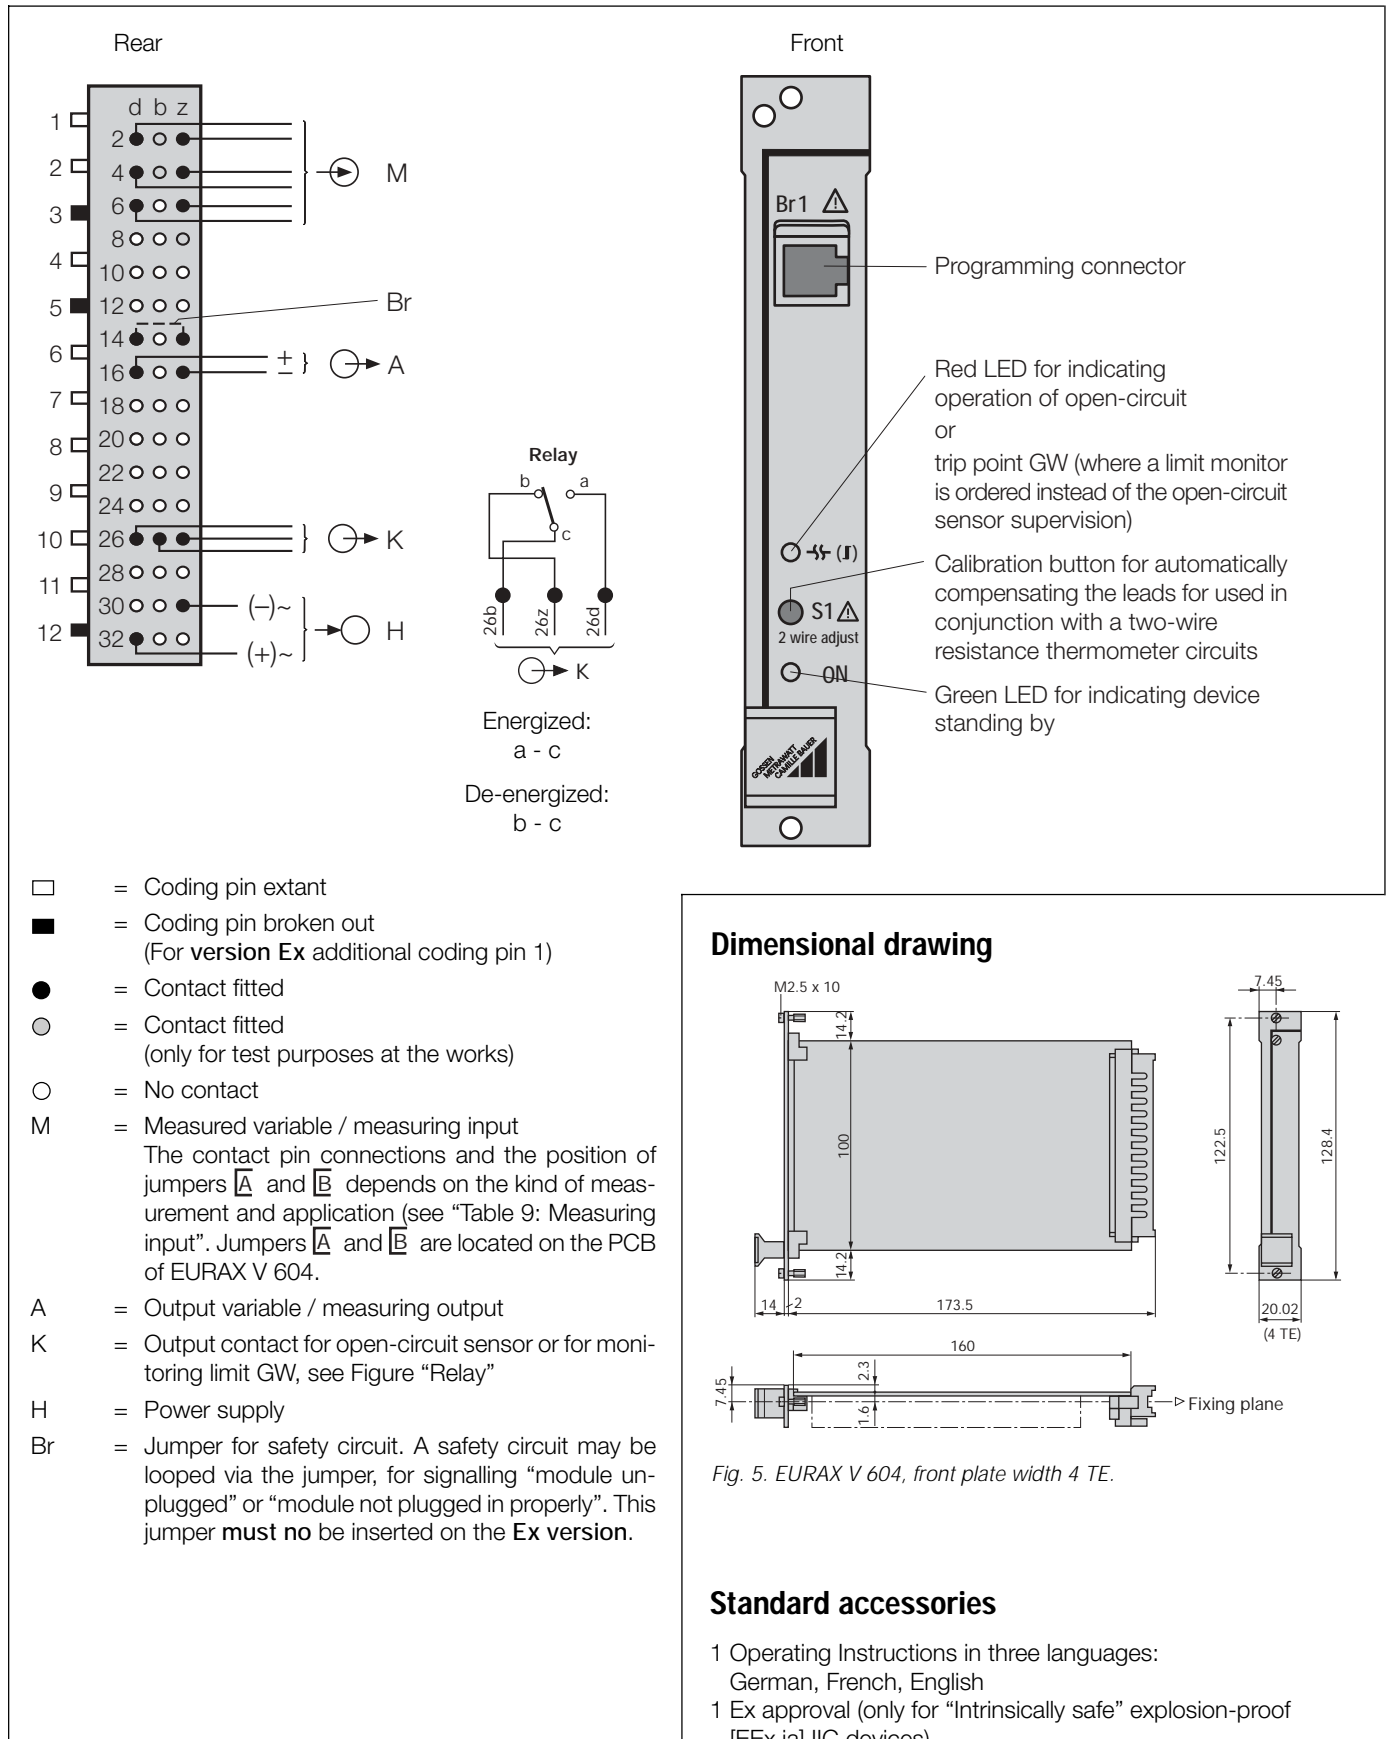 Rear
Front
d b z
1
2
3
4
5
6
7
8
9
10
11
12
2
4
6
8
10
12
14
16
18
20
22
24
26
28
30
32
M
Br
+
−
A
K
(−)~
(+)~
H
Relay
b
a
c
26b
26z
26d
K
Energized:
a - c
De-energized:
b - c
Br1
Programming connector
Red LED for indicating
operation of open-circuit
or
trip point GW (where a limit monitor
is ordered instead of the open-circuit
sensor supervision)
S1
2 wire adjust
ON
Calibration button for automatically
compensating the leads for used in
conjunction with a two-wire
resistance thermometer circuits
Green LED for indicating device
standing by
GOSSEN
METRAWATT
CAMILLE BAUER
= Coding pin extant
= Coding pin broken out
(For version Ex additional coding pin 1)
= Contact fitted
= Contact fitted
(only for test purposes at the works)
= No contact
M = Measured variable / measuring input
The contact pin connections and the position of
jumpers A and B depends on the kind of meas-
urement and application (see “Table 9: Measuring
input”. Jumpers A and B are located on the PCB
of EURAX V 604.
A = Output variable / measuring output
K = Output contact for open-circuit sensor or for moni-
toring limit GW, see Figure “Relay”
H = Power supply
Br = Jumper for safety circuit. A safety circuit may be
looped via the jumper, for signalling “module un-
plugged” or “module not plugged in properly”. This
jumper must no be inserted on the Ex version.
Dimensional drawing
M2.5 x 10
14.2
100
14.2
14
2
173.5
7.45
122.5
128.4
20.02
(4 TE)
160
7.45
2.3
1.6
Fixing plane
Fig. 5. EURAX V 604, front plate width 4 TE.
Standard accessories
1 Operating Instructions in three languages:
German, French, English
1 Ex approval (only for “Intrinsically safe” explosion-proof
[EEx ia] IIC devices)